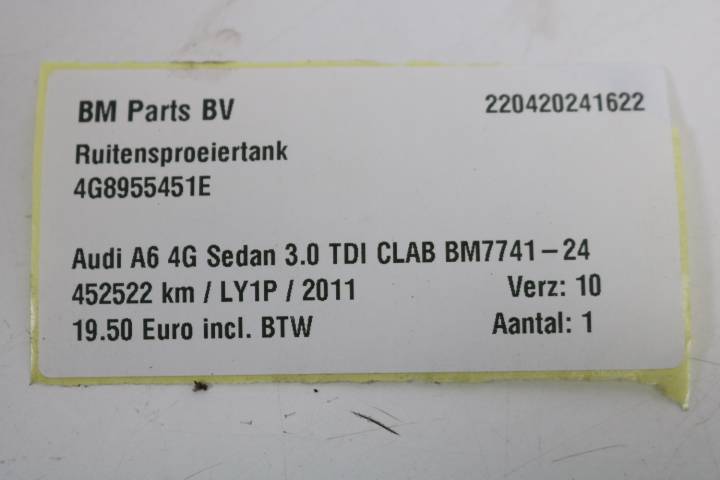 BM Parts BV 220420241622
Ruitensproeiertank
4G8955451E
Audi A6 4G Sedan 3.0 TDI CLAB BM7741-24
452522 km / LY1P / 2011 Verz: 10
19.50 Euro incl. BTW Aantal: 1